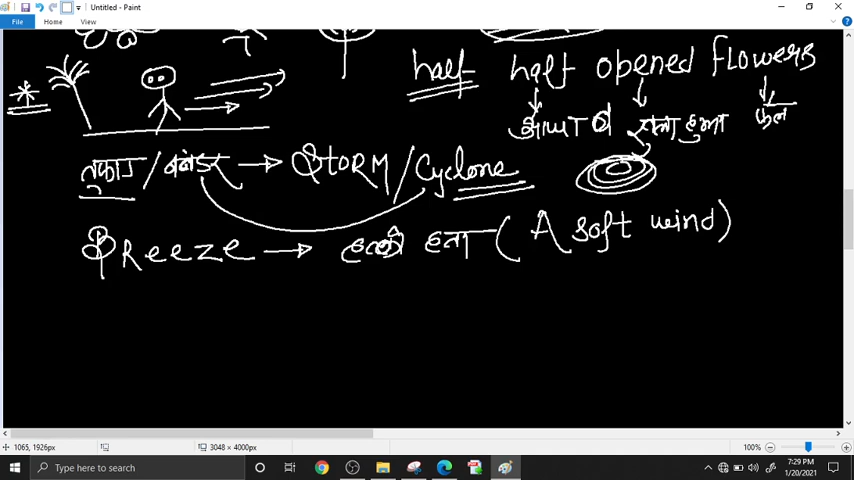 Untitled - Paint
File Home View
half half opened flowers
आधा खुला हुआ फूल
तूफान / बवंडर → StoRM / Cyclone
BReeze → हल्की हवा ( A soft wind )
1065, 1926px 3048 × 4000px 100%
Type here to search
7:29 PM
1/20/2021